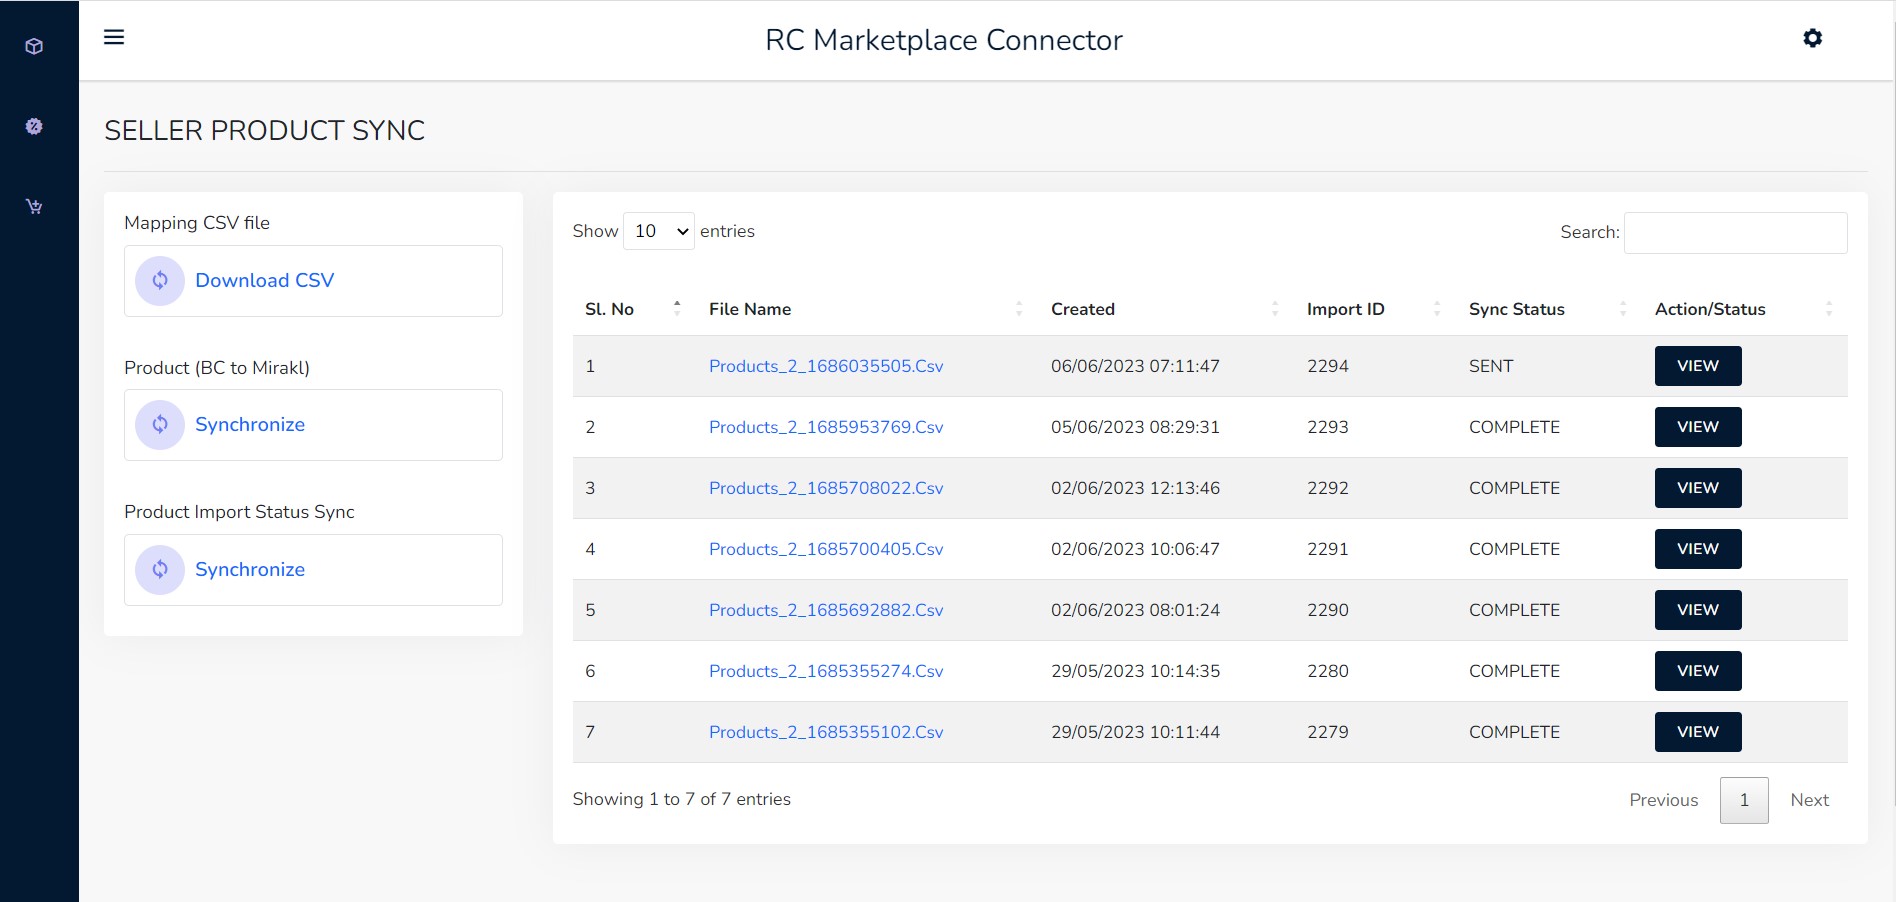 RC Marketplace Connector
SELLER PRODUCT SYNC
Mapping CSV file
Download CSV
Product (BC to Mirakl)
Synchronize
Product Import Status Sync
Synchronize
Show 10 entries
Search:
Sl. No File Name Created Import ID Sync Status Action/Status
1 Products_2_1686035505.Csv 06/06/2023 07:11:47 2294 SENT VIEW
2 Products_2_1685953769.Csv 05/06/2023 08:29:31 2293 COMPLETE VIEW
3 Products_2_1685708022.Csv 02/06/2023 12:13:46 2292 COMPLETE VIEW
4 Products_2_1685700405.Csv 02/06/2023 10:06:47 2291 COMPLETE VIEW
5 Products_2_1685692882.Csv 02/06/2023 08:01:24 2290 COMPLETE VIEW
6 Products_2_1685355274.Csv 29/05/2023 10:14:35 2280 COMPLETE VIEW
7 Products_2_1685355102.Csv 29/05/2023 10:11:44 2279 COMPLETE VIEW
Showing 1 to 7 of 7 entries
Previous 1 Next